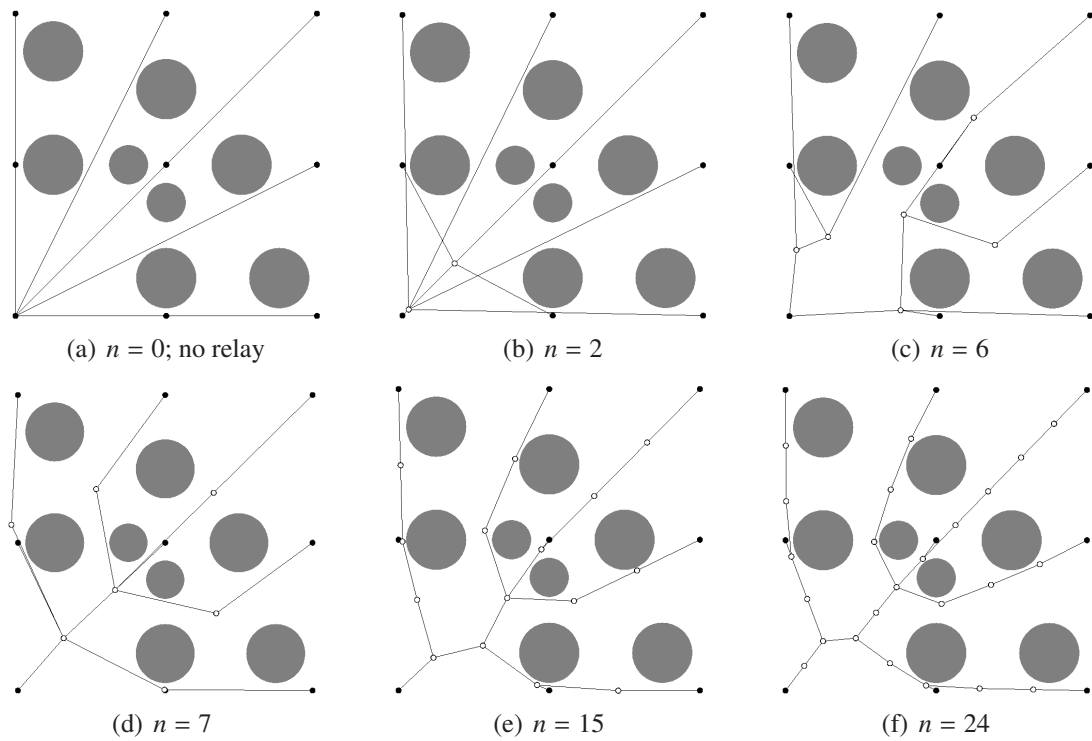 (a) n = 0; no relay
(b) n = 2
(c) n = 6
(d) n = 7
(e) n = 15
(f) n = 24